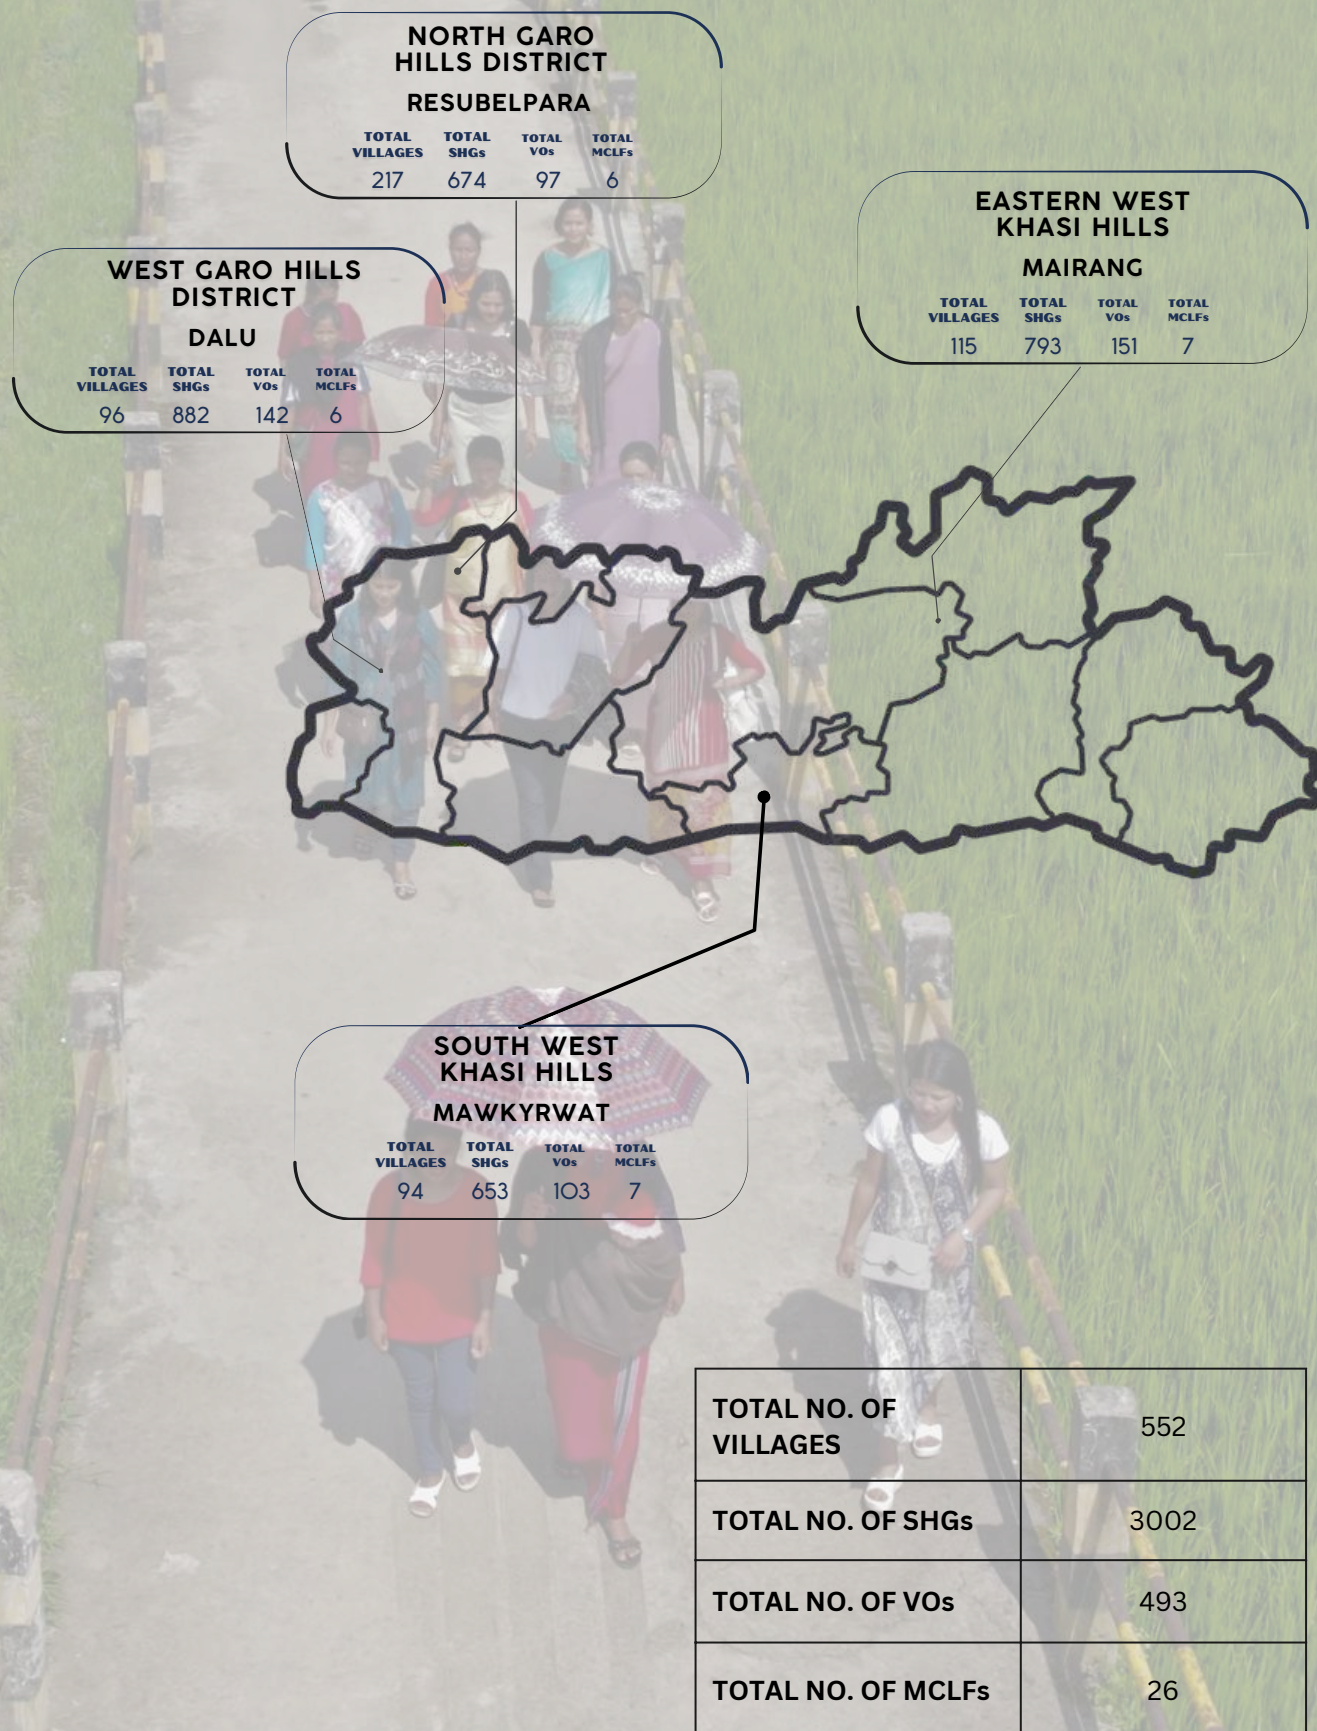 NORTH GARO
HILLS DISTRICT
RESUBELPARA
TOTAL VILLAGES TOTAL SHGs TOTAL VOs TOTAL MCLFs
217 674 97 6
EASTERN WEST
KHASI HILLS
MAIRANG
TOTAL VILLAGES TOTAL SHGs TOTAL VOs TOTAL MCLFs
115 793 151 7
WEST GARO HILLS
DISTRICT
DALU
TOTAL VILLAGES TOTAL SHGs TOTAL VOs TOTAL MCLFs
96 882 142 6
SOUTH WEST
KHASI HILLS
MAWKYRWAT
TOTAL VILLAGES TOTAL SHGs TOTAL VOs TOTAL MCLFs
94 653 103 7
TOTAL NO. OF
VILLAGES 552
TOTAL NO. OF SHGs 3002
TOTAL NO. OF VOs 493
TOTAL NO. OF MCLFs 26